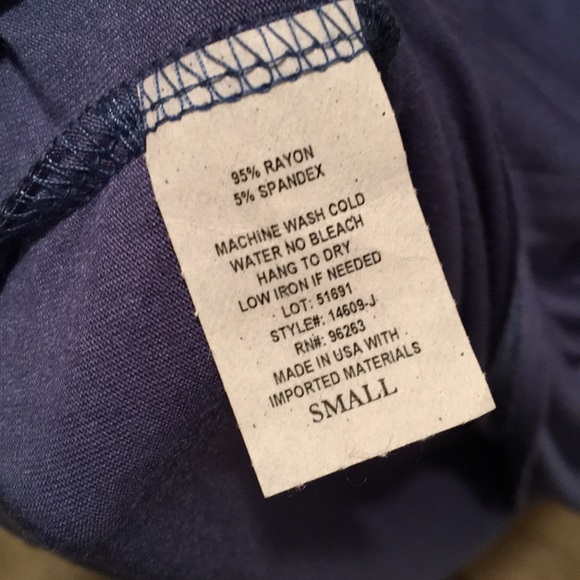 95% RAYON
5% SPANDEX
MACHINE WASH COLD
WATER NO BLEACH
HANG TO DRY
LOW IRON IF NEEDED
LOT: 51691
STYLE#: 14609-J
RN#: 96263
MADE IN USA WITH
IMPORTED MATERIALS
SMALL